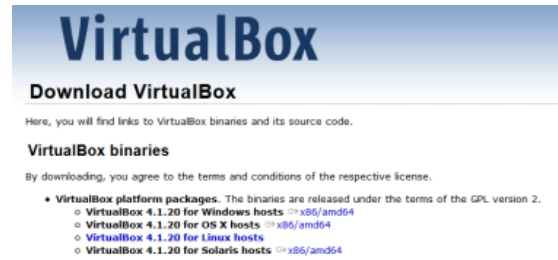 VirtualBox
Download VirtualBox
Here, you will find links to VirtualBox binaries and its source code.
VirtualBox binaries
By downloading, you agree to the terms and conditions of the respective license.
• VirtualBox platform packages. The binaries are released under the terms of the GPL version 2.
○ VirtualBox 4.1.20 for Windows hosts x86/amd64
○ VirtualBox 4.1.20 for OS X hosts x86/amd64
○ VirtualBox 4.1.20 for Linux hosts
○ VirtualBox 4.1.20 for Solaris hosts x86/amd64